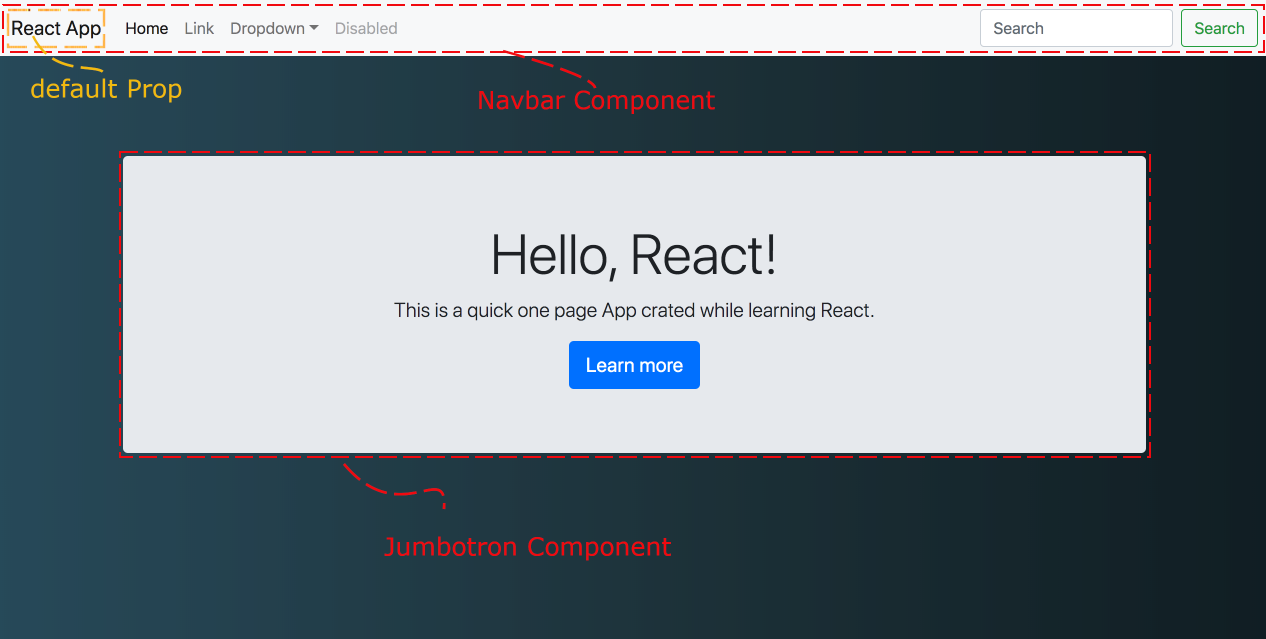 React App Home Link Dropdown Disabled Search Search
default Prop
Navbar Component
Hello, React!
This is a quick one page App crated while learning React.
Learn more
Jumbotron Component